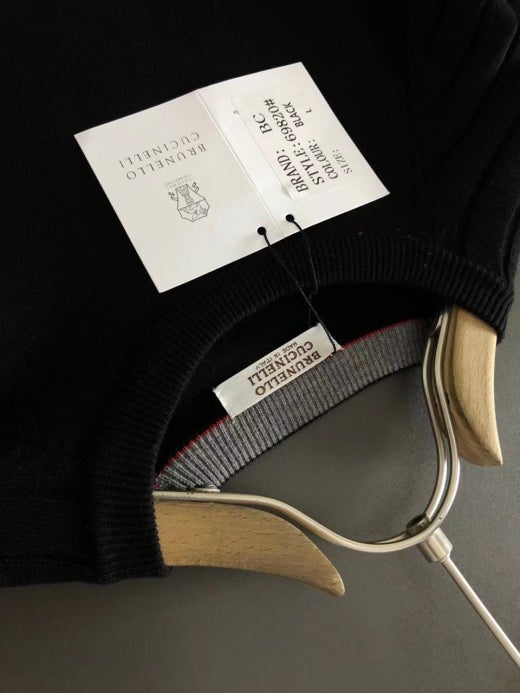 BRUNELLO
CUCINELLI
BRAND: BC
STYLE: 69820#
COLOUR: BLACK
SIZE: L
BRUNELLO
CUCINELLI
MADE IN ITALY